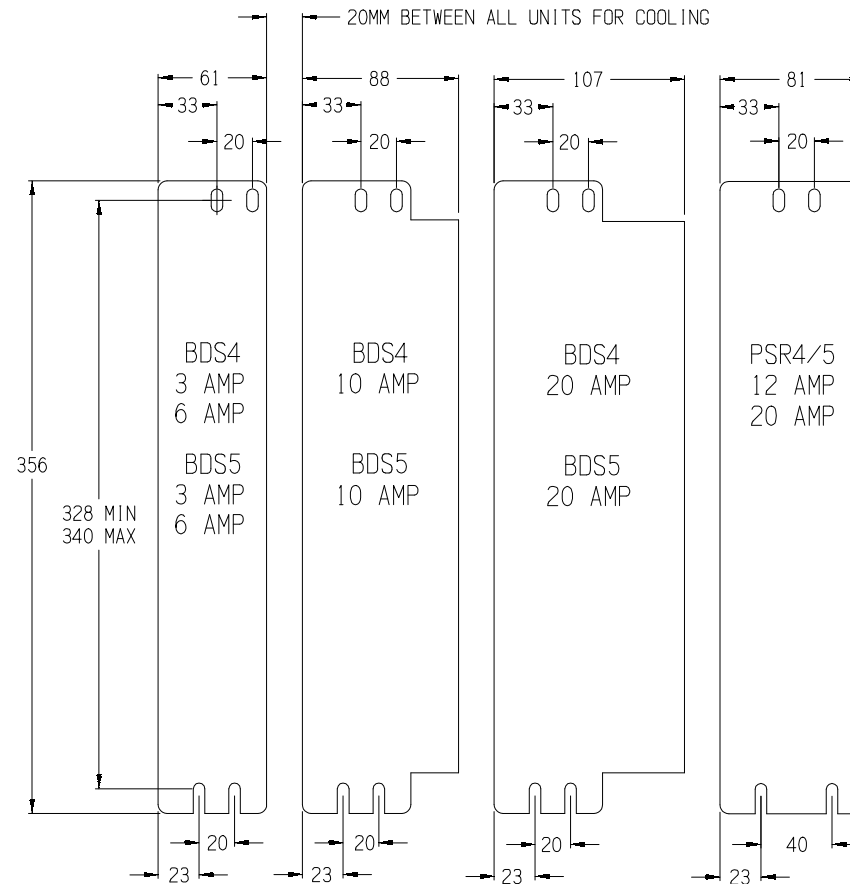 20MM BETWEEN ALL UNITS FOR COOLING
61
88
107
81
33
33
33
33
20
20
20
20
BDS4
3 AMP
6 AMP
BDS5
3 AMP
6 AMP
BDS4
10 AMP
BDS5
10 AMP
BDS4
20 AMP
BDS5
20 AMP
PSR4/5
12 AMP
20 AMP
356
328 MIN
340 MAX
20
20
20
40
23
23
23
23